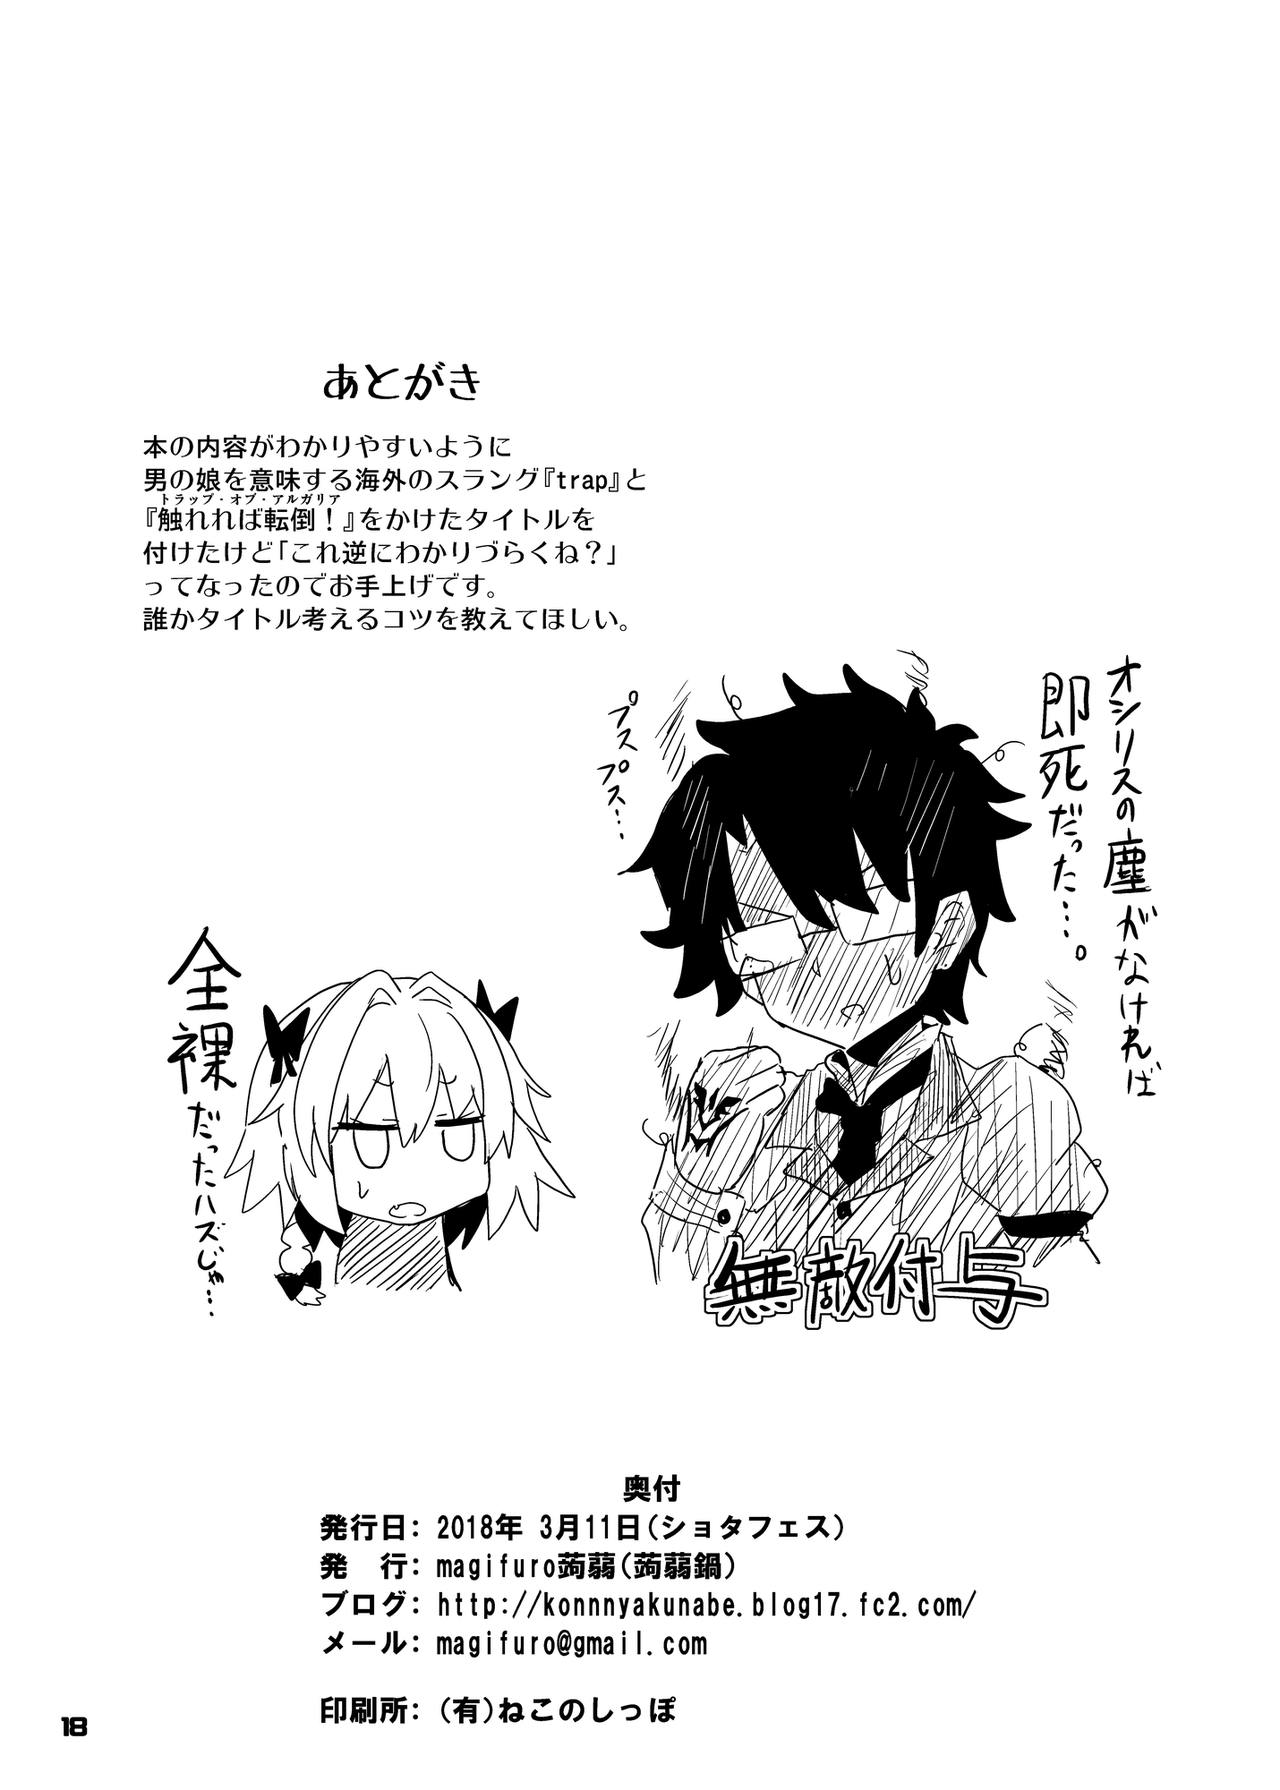 あとがき
本の内容がわかりやすいように
男の娘を意味する海外のスラング『trap』と
トラップ・オブ・アルガリア
『触れれば転倒!』をかけたタイトルを
付けたけど「これ逆にわかりづらくね?」
ってなったのでお手上げです。
誰かタイトル考えるコツを教えてほしい。
オシリスの塵がなければ
即死だった…。
プスプス…
全裸だったハズじゃ…
無敵付与
奥付
発行日: 2018年 3月11日(ショタフェス)
発 行: magifuro蒟蒻(蒟蒻鍋)
ブログ: http://konnnyakunabe.blog17.fc2.com/
メール: magifuro@gmail.com
印刷所: (有)ねこのしっぽ
18